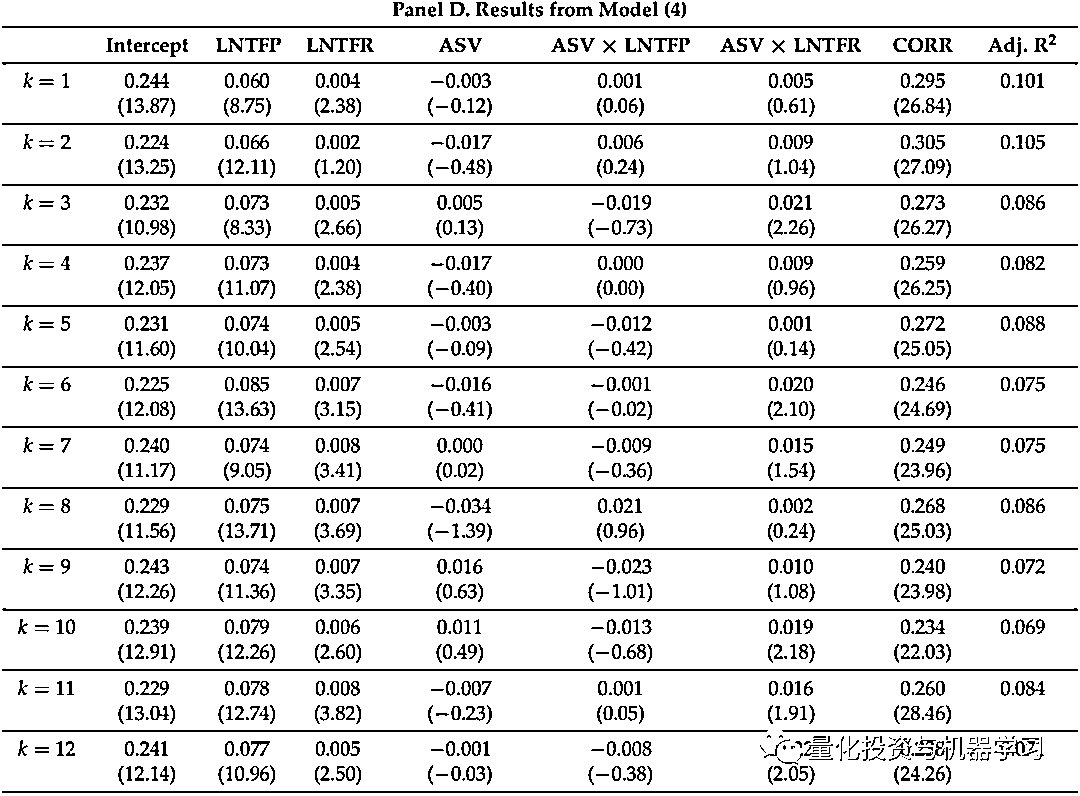 Panel D. Results from Model (4)
Intercept LNTFP LNTFR ASV ASV × LNTFP ASV × LNTFR CORR Adj. R²
k = 1 0.244 0.060 0.004 −0.003 0.001 0.005 0.295 0.101
(13.87) (8.75) (2.38) (−0.12) (0.06) (0.61) (26.84)
k = 2 0.224 0.066 0.002 −0.017 0.006 0.009 0.305 0.105
(13.25) (12.11) (1.20) (−0.48) (0.24) (1.04) (27.09)
k = 3 0.232 0.073 0.005 0.005 −0.019 0.021 0.273 0.086
(10.98) (8.33) (2.66) (0.13) (−0.73) (2.26) (26.27)
k = 4 0.237 0.073 0.004 −0.017 0.000 0.009 0.259 0.082
(12.05) (11.07) (2.38) (−0.40) (0.00) (0.96) (26.25)
k = 5 0.231 0.074 0.005 −0.003 −0.012 0.001 0.272 0.088
(11.60) (10.04) (2.54) (−0.09) (−0.42) (0.14) (25.05)
k = 6 0.225 0.085 0.007 −0.016 −0.001 0.020 0.246 0.075
(12.08) (13.63) (3.15) (−0.41) (−0.02) (2.10) (24.69)
k = 7 0.240 0.074 0.008 0.000 −0.009 0.015 0.249 0.075
(11.17) (9.05) (3.41) (0.02) (−0.36) (1.54) (23.96)
k = 8 0.229 0.075 0.007 −0.034 0.021 0.002 0.268 0.086
(11.56) (13.71) (3.69) (−1.39) (0.96) (0.24) (25.03)
k = 9 0.243 0.074 0.007 0.016 −0.023 0.010 0.240 0.072
(12.26) (11.36) (3.35) (0.63) (−1.01) (1.08) (23.98)
k = 10 0.239 0.079 0.006 0.011 −0.013 0.019 0.234 0.069
(12.91) (12.26) (2.60) (0.49) (−0.68) (2.18) (22.03)
k = 11 0.229 0.078 0.008 −0.007 0.001 0.016 0.260 0.084
(13.04) (12.74) (3.82) (−0.23) (0.05) (1.91) (28.46)
k = 12 0.241 0.077 0.005 −0.001 −0.008
(12.14) (10.96) (2.50) (−0.03) (−0.38) (2.05) (24.26)
量化投资与机器学习